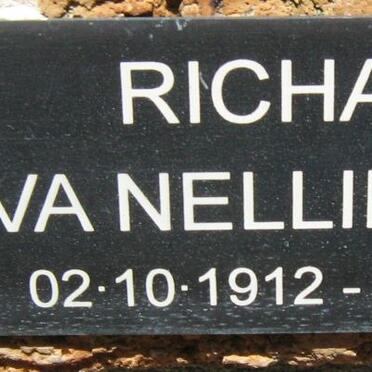 RICHA
VA NELLI
02·10·1912 -